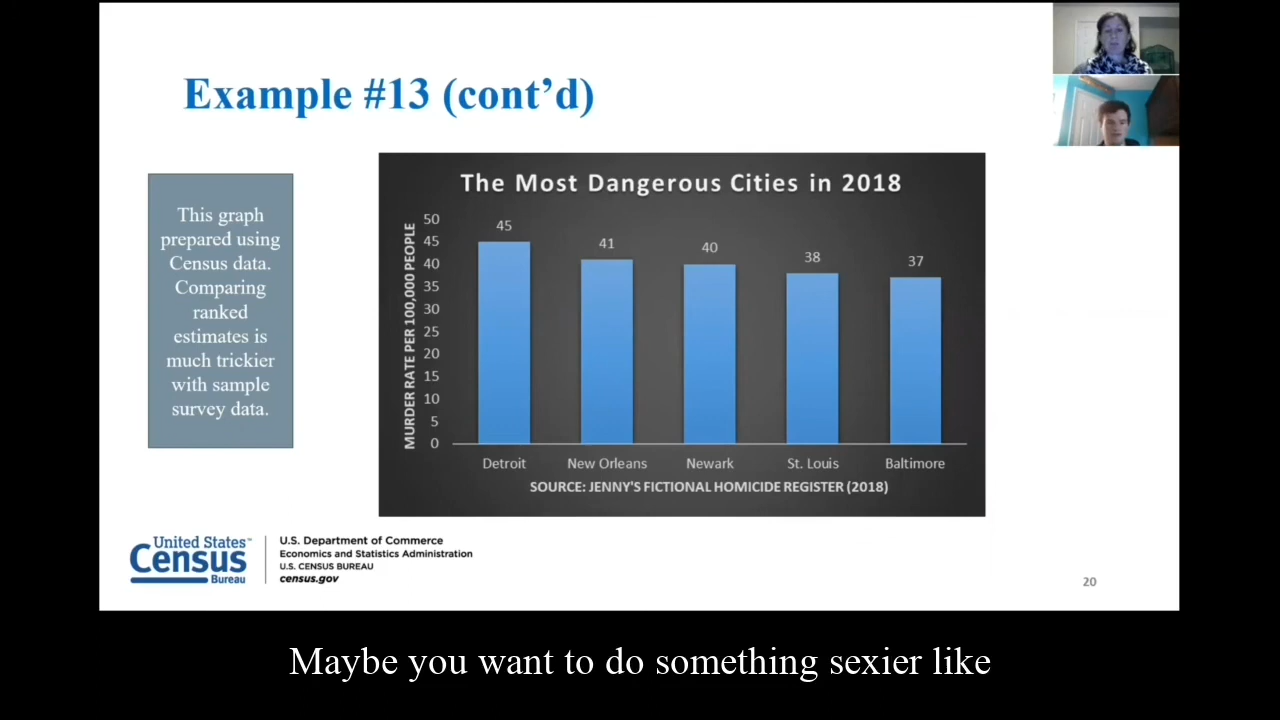 Example #13 (cont’d)
This graph
prepared using
Census data.
Comparing
ranked
estimates is
much trickier
with sample
survey data.
The Most Dangerous Cities in 2018
MURDER RATE PER 100,000 PEOPLE
50
45
40
35
30
25
20
15
10
5
0
45
41
40
38
37
Detroit
New Orleans
Newark
St. Louis
Baltimore
SOURCE: JENNY'S FICTIONAL HOMICIDE REGISTER (2018)
United States™
Census
Bureau
U.S. Department of Commerce
Economics and Statistics Administration
U.S. CENSUS BUREAU
census.gov
20
Maybe you want to do something sexier like